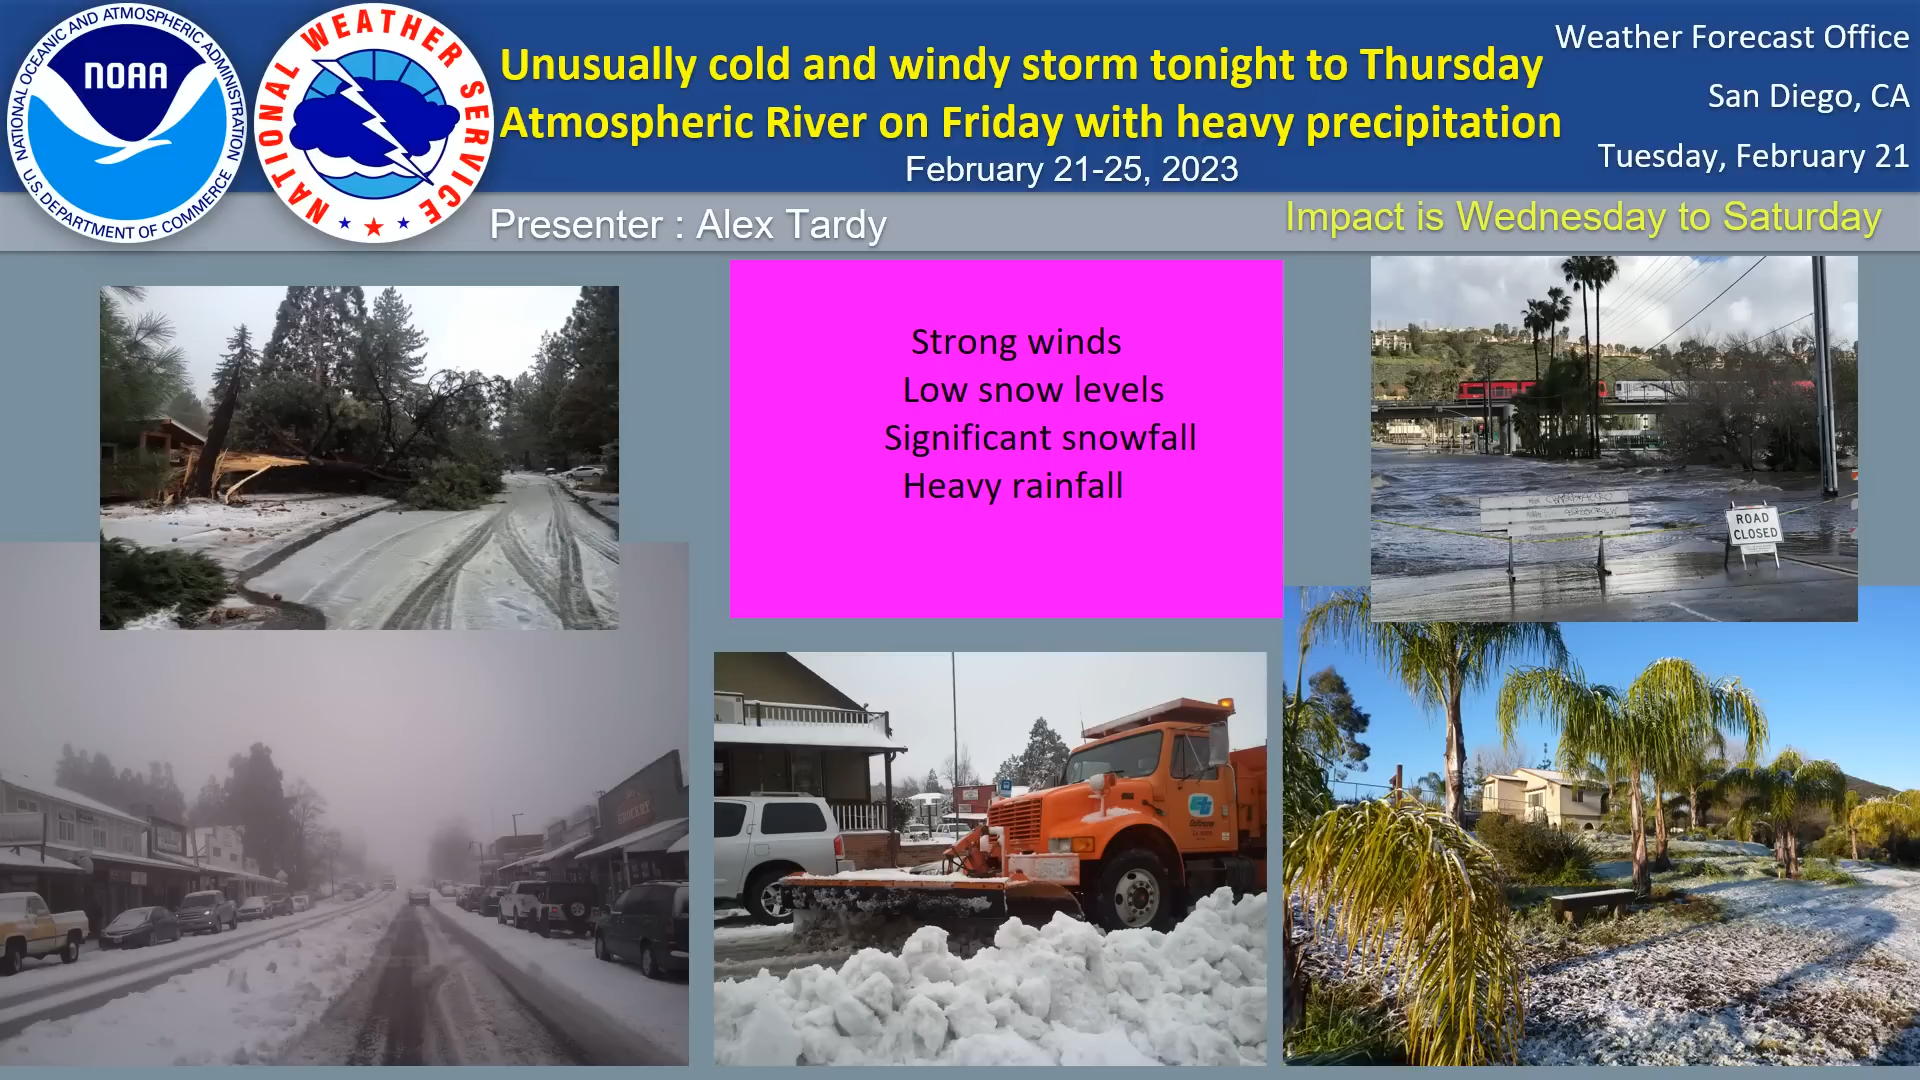 NATIONAL OCEANIC AND ATMOSPHERIC ADMINISTRATION
NOAA
U.S. DEPARTMENT OF COMMERCE
NATIONAL WEATHER SERVICE
Unusually cold and windy storm tonight to Thursday
Atmospheric River on Friday with heavy precipitation
February 21-25, 2023
Weather Forecast Office
San Diego, CA
Tuesday, February 21
Presenter : Alex Tardy
Impact is Wednesday to Saturday
Strong winds
Low snow levels
Significant snowfall
Heavy rainfall
ROAD
CLOSED
GROCERY
Caltrans